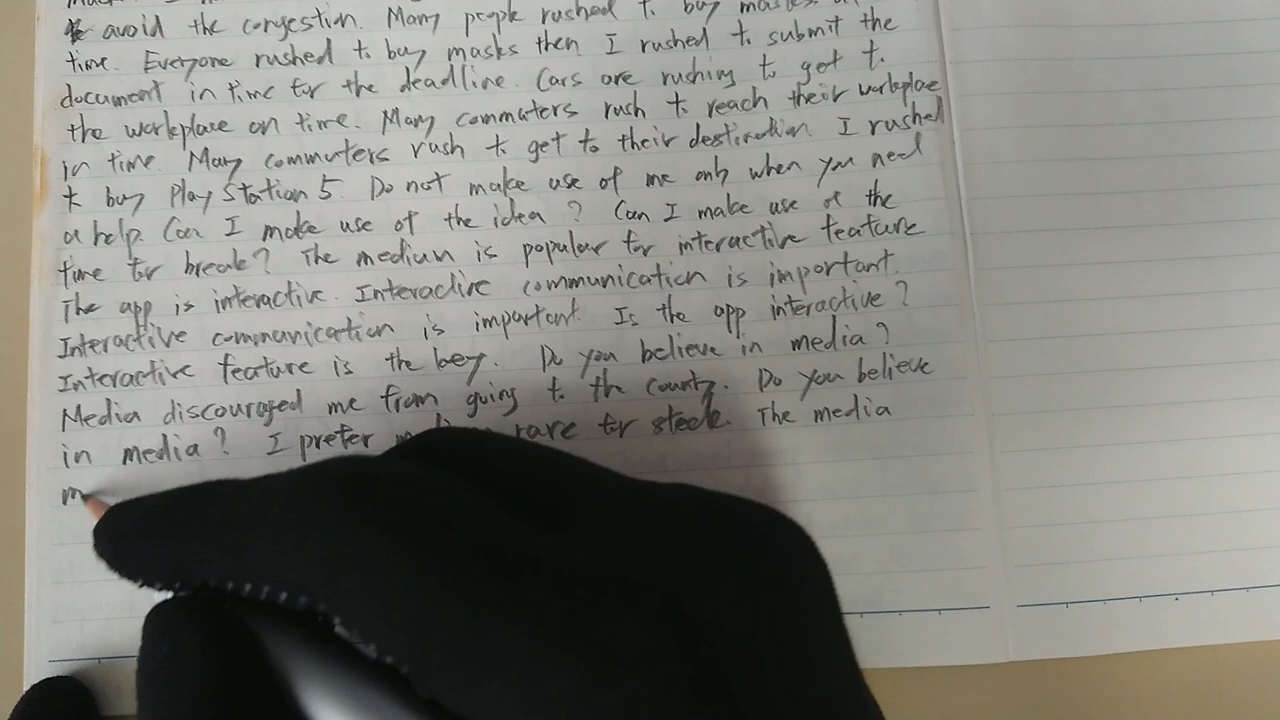 avoid the congestion. Many people rushed to buy masks
time. Everyone rushed to buy masks then I rushed to submit the
document in time for the deadline. Cars are rushing to get to
the workplace on time. Many commuters rush to reach their workplace
in time. Many commuters rush to get to their destination. I rushed
to buy PlayStation 5. Do not make use of me only when you need
a help. Can I make use of the idea? Can I make use of the
time for break? The medium is popular for interactive feature
The app is interactive. Interactive communication is important.
Interactive communication is important. Is the app interactive?
Interactive feature is the key. Do you believe in media?
Media discouraged me from going to the country. Do you believe
in media? I prefer rare for steak. The media
m